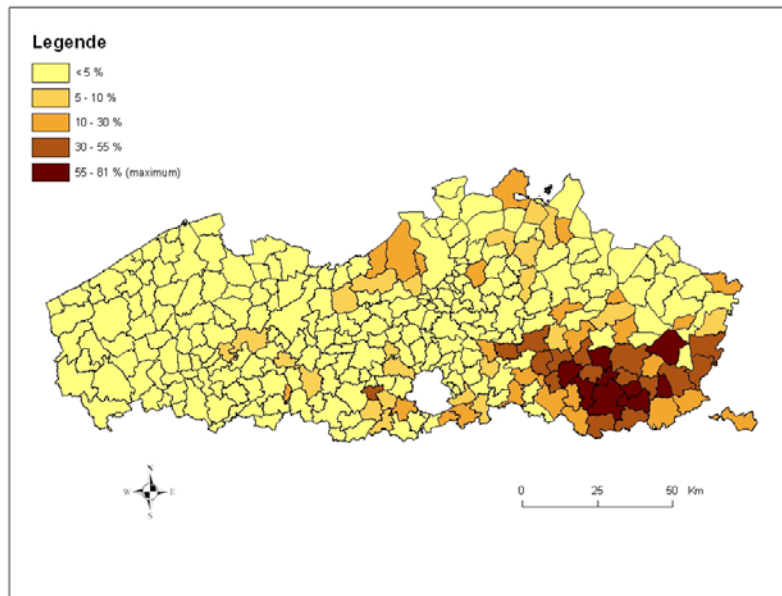 Legende
< 5 %
5 - 10 %
10 - 30 %
30 - 55 %
55 - 81 % (maximum)
N
W E
S
0 25 50 Km